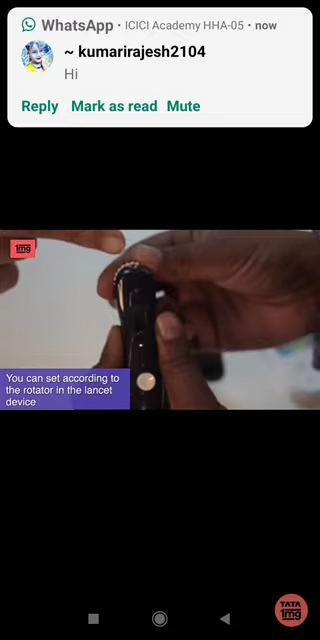 WhatsApp • ICICI Academy HHA-05 • now
~ kumarirajesh2104
Hi
Reply Mark as read Mute
1mg
You can set according to
the rotator in the lancet
device
TATA
1mg